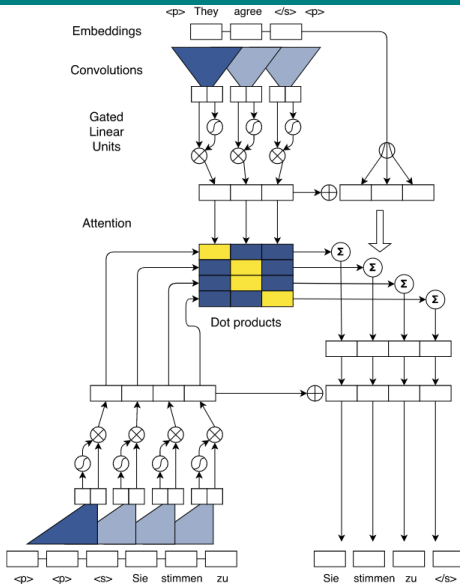 <p> They agree </s> <p>
Embeddings
Convolutions
Gated
Linear
Units
Attention
Σ
Σ
Σ
Σ
Dot products
<p> <p> <s> Sie stimmen zu
Sie stimmen zu </s>